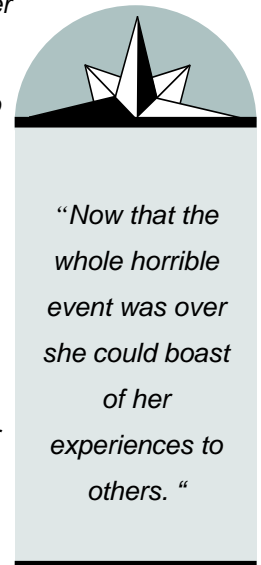 “Now that the
whole horrible
event was over
she could boast
of her
experiences to
others. “